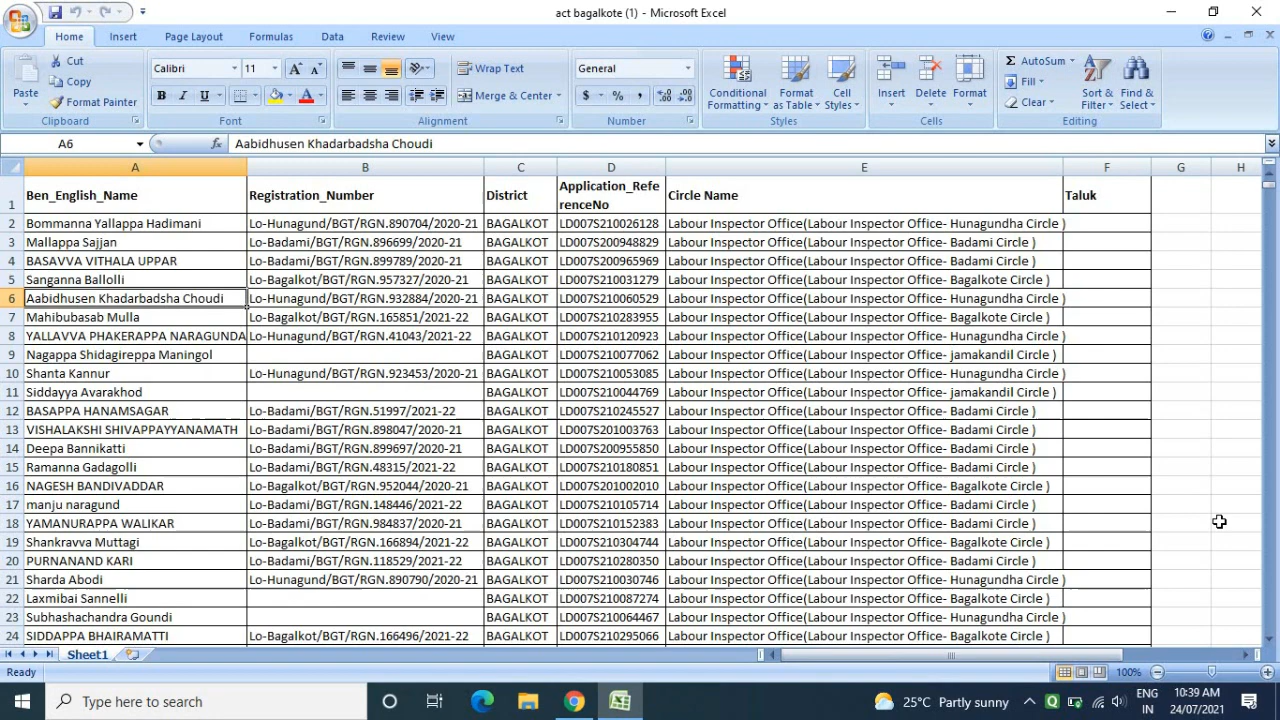 act bagalkote (1) - Microsoft Excel
Home Insert Page Layout Formulas Data Review View
Cut
Copy
Format Painter
Paste
Clipboard
Calibri 11
B I U
Font
Wrap Text
Merge & Center
Alignment
General
$ % ,
Number
Conditional Formatting
Format as Table
Cell Styles
Styles
Insert Delete Format
Cells
AutoSum
Fill
Clear
Sort & Filter
Find & Select
Editing
A6 fx Aabidhusen Khadarbadsha Choudi
A B C D E F G H
1 Ben_English_Name Registration_Number District Application_ReferenceNo Circle Name Taluk
2 Bommanna Yallappa Hadimani Lo-Hunagund/BGT/RGN.890704/2020-21 BAGALKOT LD007S210026128 Labour Inspector Office(Labour Inspector Office- Hunagundha Circle )
3 Mallappa Sajjan Lo-Badami/BGT/RGN.896699/2020-21 BAGALKOT LD007S200948829 Labour Inspector Office(Labour Inspector Office- Badami Circle )
4 BASAVVA VITHALA UPPAR Lo-Badami/BGT/RGN.899789/2020-21 BAGALKOT LD007S200965969 Labour Inspector Office(Labour Inspector Office- Badami Circle )
5 Sanganna Ballolli Lo-Bagalkot/BGT/RGN.957327/2020-21 BAGALKOT LD007S210031279 Labour Inspector Office(Labour Inspector Office- Bagalkote Circle )
6 Aabidhusen Khadarbadsha Choudi Lo-Hunagund/BGT/RGN.932884/2020-21 BAGALKOT LD007S210060529 Labour Inspector Office(Labour Inspector Office- Hunagundha Circle )
7 Mahibubasab Mulla Lo-Bagalkot/BGT/RGN.165851/2021-22 BAGALKOT LD007S210283955 Labour Inspector Office(Labour Inspector Office- Bagalkote Circle )
8 YALLAVVA PHAKERAPPA NARAGUNDA Lo-Hunagund/BGT/RGN.41043/2021-22 BAGALKOT LD007S210120923 Labour Inspector Office(Labour Inspector Office- Hunagundha Circle )
9 Nagappa Shidagireppa Maningol BAGALKOT LD007S210077062 Labour Inspector Office(Labour Inspector Office- jamakandil Circle )
10 Shanta Kannur Lo-Hunagund/BGT/RGN.923453/2020-21 BAGALKOT LD007S210053085 Labour Inspector Office(Labour Inspector Office- Hunagundha Circle )
11 Siddayya Avarakhod BAGALKOT LD007S210044769 Labour Inspector Office(Labour Inspector Office- jamakandil Circle )
12 BASAPPA HANAMSAGAR Lo-Badami/BGT/RGN.51997/2021-22 BAGALKOT LD007S210245527 Labour Inspector Office(Labour Inspector Office- Badami Circle )
13 VISHALAKSHI SHIVAPPAYYANAMATH Lo-Badami/BGT/RGN.898047/2020-21 BAGALKOT LD007S201003763 Labour Inspector Office(Labour Inspector Office- Badami Circle )
14 Deepa Bannikatti Lo-Badami/BGT/RGN.899697/2020-21 BAGALKOT LD007S200955850 Labour Inspector Office(Labour Inspector Office- Badami Circle )
15 Ramanna Gadagolli Lo-Badami/BGT/RGN.48315/2021-22 BAGALKOT LD007S210180851 Labour Inspector Office(Labour Inspector Office- Badami Circle )
16 NAGESH BANDIVADDAR Lo-Bagalkot/BGT/RGN.952044/2020-21 BAGALKOT LD007S201002010 Labour Inspector Office(Labour Inspector Office- Bagalkote Circle )
17 manju naragund Lo-Badami/BGT/RGN.148446/2021-22 BAGALKOT LD007S210105714 Labour Inspector Office(Labour Inspector Office- Badami Circle )
18 YAMANURAPPA WALIKAR Lo-Badami/BGT/RGN.984837/2020-21 BAGALKOT LD007S210152383 Labour Inspector Office(Labour Inspector Office- Badami Circle )
19 Shankravva Muttagi Lo-Bagalkot/BGT/RGN.166894/2021-22 BAGALKOT LD007S210304744 Labour Inspector Office(Labour Inspector Office- Bagalkote Circle )
20 PURNANAND KARI Lo-Badami/BGT/RGN.118529/2021-22 BAGALKOT LD007S210280350 Labour Inspector Office(Labour Inspector Office- Badami Circle )
21 Sharda Abodi Lo-Hunagund/BGT/RGN.890790/2020-21 BAGALKOT LD007S210030746 Labour Inspector Office(Labour Inspector Office- Hunagundha Circle )
22 Laxmibai Sannelli BAGALKOT LD007S210087274 Labour Inspector Office(Labour Inspector Office- Bagalkote Circle )
23 Subhashachandra Goundi BAGALKOT LD007S210064467 Labour Inspector Office(Labour Inspector Office- Hunagundha Circle )
24 SIDDAPPA BHAIRAMATTI Lo-Bagalkot/BGT/RGN.166496/2021-22 BAGALKOT LD007S210295066 Labour Inspector Office(Labour Inspector Office- Bagalkote Circle )
Sheet1
Ready 100%
Type here to search
25°C Partly sunny
ENG IN
10:39 AM
24/07/2021